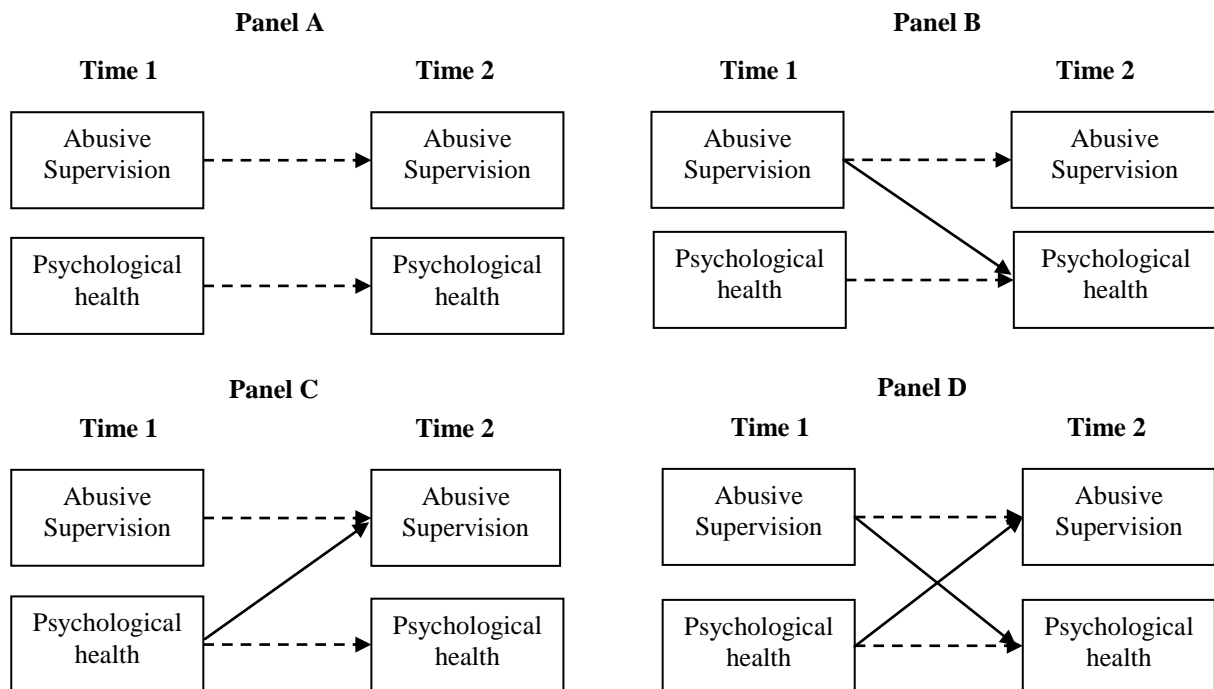 Panel A
Time 1
Time 2
Abusive
Supervision
Abusive
Supervision
Psychological
health
Psychological
health
Panel B
Time 1
Time 2
Abusive
Supervision
Abusive
Supervision
Psychological
health
Psychological
health
Panel C
Time 1
Time 2
Abusive
Supervision
Abusive
Supervision
Psychological
health
Psychological
health
Panel D
Time 1
Time 2
Abusive
Supervision
Abusive
Supervision
Psychological
health
Psychological
health